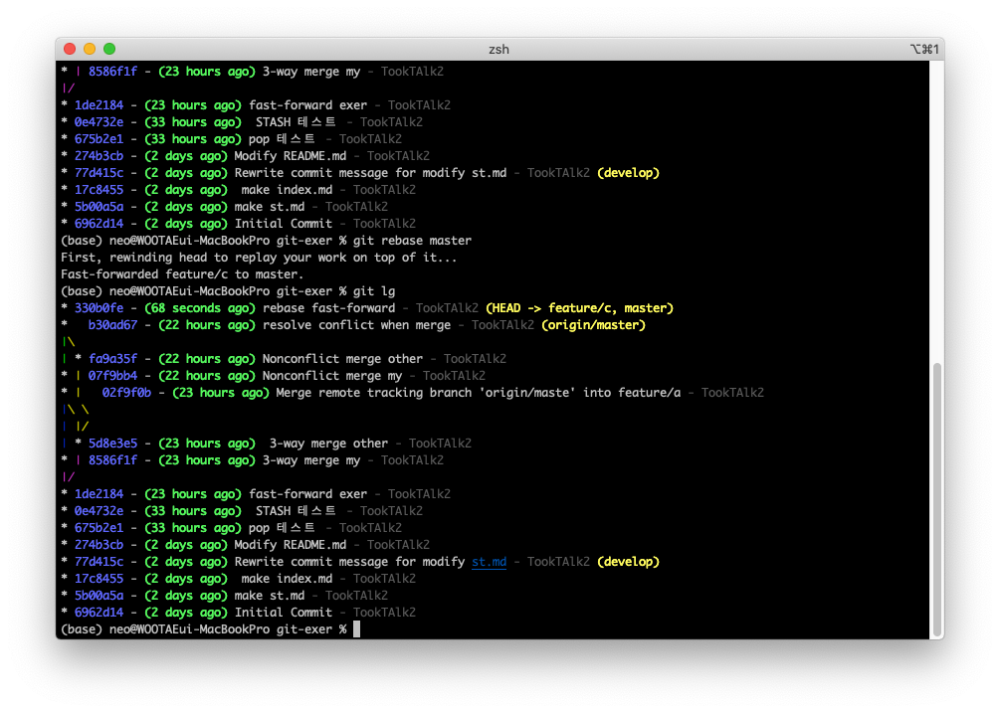 zsh
⌥⌘1
* | 8586f1f - (23 hours ago) 3-way merge my - TookTAlk2
|/
* 1de2184 - (23 hours ago) fast-forward exer - TookTAlk2
* 0e4732e - (33 hours ago)  STASH 테스트 - TookTAlk2
* 675b2e1 - (33 hours ago) pop 테스트 - TookTAlk2
* 274b3cb - (2 days ago) Modify README.md - TookTAlk2
* 77d415c - (2 days ago) Rewrite commit message for modify st.md - TookTAlk2 (develop)
* 17c8455 - (2 days ago)  make index.md - TookTAlk2
* 5b00a5a - (2 days ago) make st.md - TookTAlk2
* 6962d14 - (2 days ago) Initial Commit - TookTAlk2
(base) neo@WOOTAEui-MacBookPro git-exer % git rebase master
First, rewinding head to replay your work on top of it...
Fast-forwarded feature/c to master.
(base) neo@WOOTAEui-MacBookPro git-exer % git lg
* 330b0fe - (68 seconds ago) rebase fast-forward - TookTAlk2 (HEAD -> feature/c, master)
*   b30ad67 - (22 hours ago) resolve conflict when merge - TookTAlk2 (origin/master)
|\
| * fa9a35f - (22 hours ago) Nonconflict merge other - TookTAlk2
* | 07f9bb4 - (22 hours ago) Nonconflict merge my - TookTAlk2
* |   02f9f0b - (23 hours ago) Merge remote tracking branch 'origin/maste' into feature/a - TookTAlk2
|\ \
| |/
| * 5d8e3e5 - (23 hours ago)  3-way merge other - TookTAlk2
* | 8586f1f - (23 hours ago) 3-way merge my - TookTAlk2
|/
* 1de2184 - (23 hours ago) fast-forward exer - TookTAlk2
* 0e4732e - (33 hours ago)  STASH 테스트 - TookTAlk2
* 675b2e1 - (33 hours ago) pop 테스트 - TookTAlk2
* 274b3cb - (2 days ago) Modify README.md - TookTAlk2
* 77d415c - (2 days ago) Rewrite commit message for modify st.md - TookTAlk2 (develop)
* 17c8455 - (2 days ago)  make index.md - TookTAlk2
* 5b00a5a - (2 days ago) make st.md - TookTAlk2
* 6962d14 - (2 days ago) Initial Commit - TookTAlk2
(base) neo@WOOTAEui-MacBookPro git-exer %